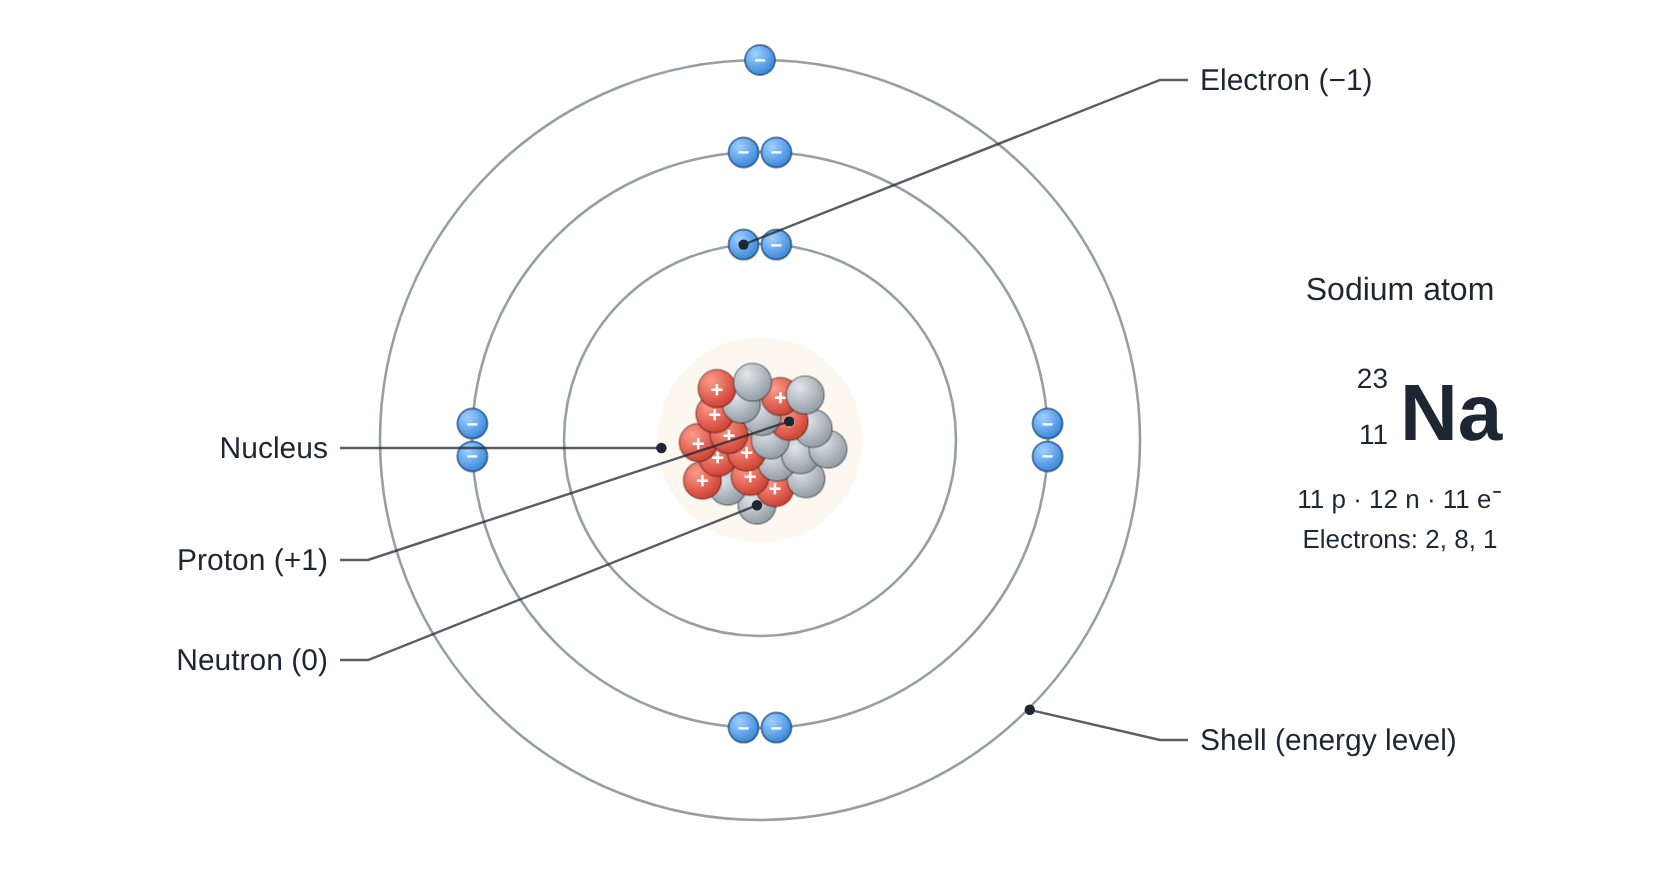 Electron (−1)
Sodium atom
23
11
Na
11 p · 12 n · 11 e⁻
Electrons: 2, 8, 1
Nucleus
Proton (+1)
Neutron (0)
Shell (energy level)